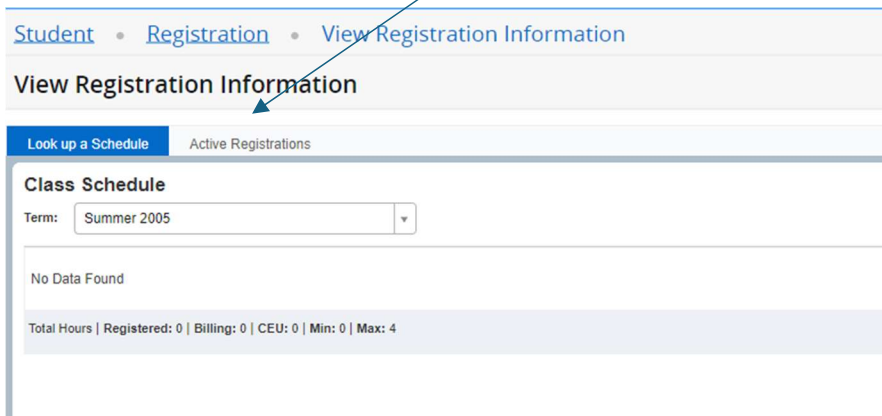 Student • Registration • View Registration Information
View Registration Information
Look up a Schedule Active Registrations
Class Schedule
Term: Summer 2005
No Data Found
Total Hours | Registered: 0 | Billing: 0 | CEU: 0 | Min: 0 | Max: 4